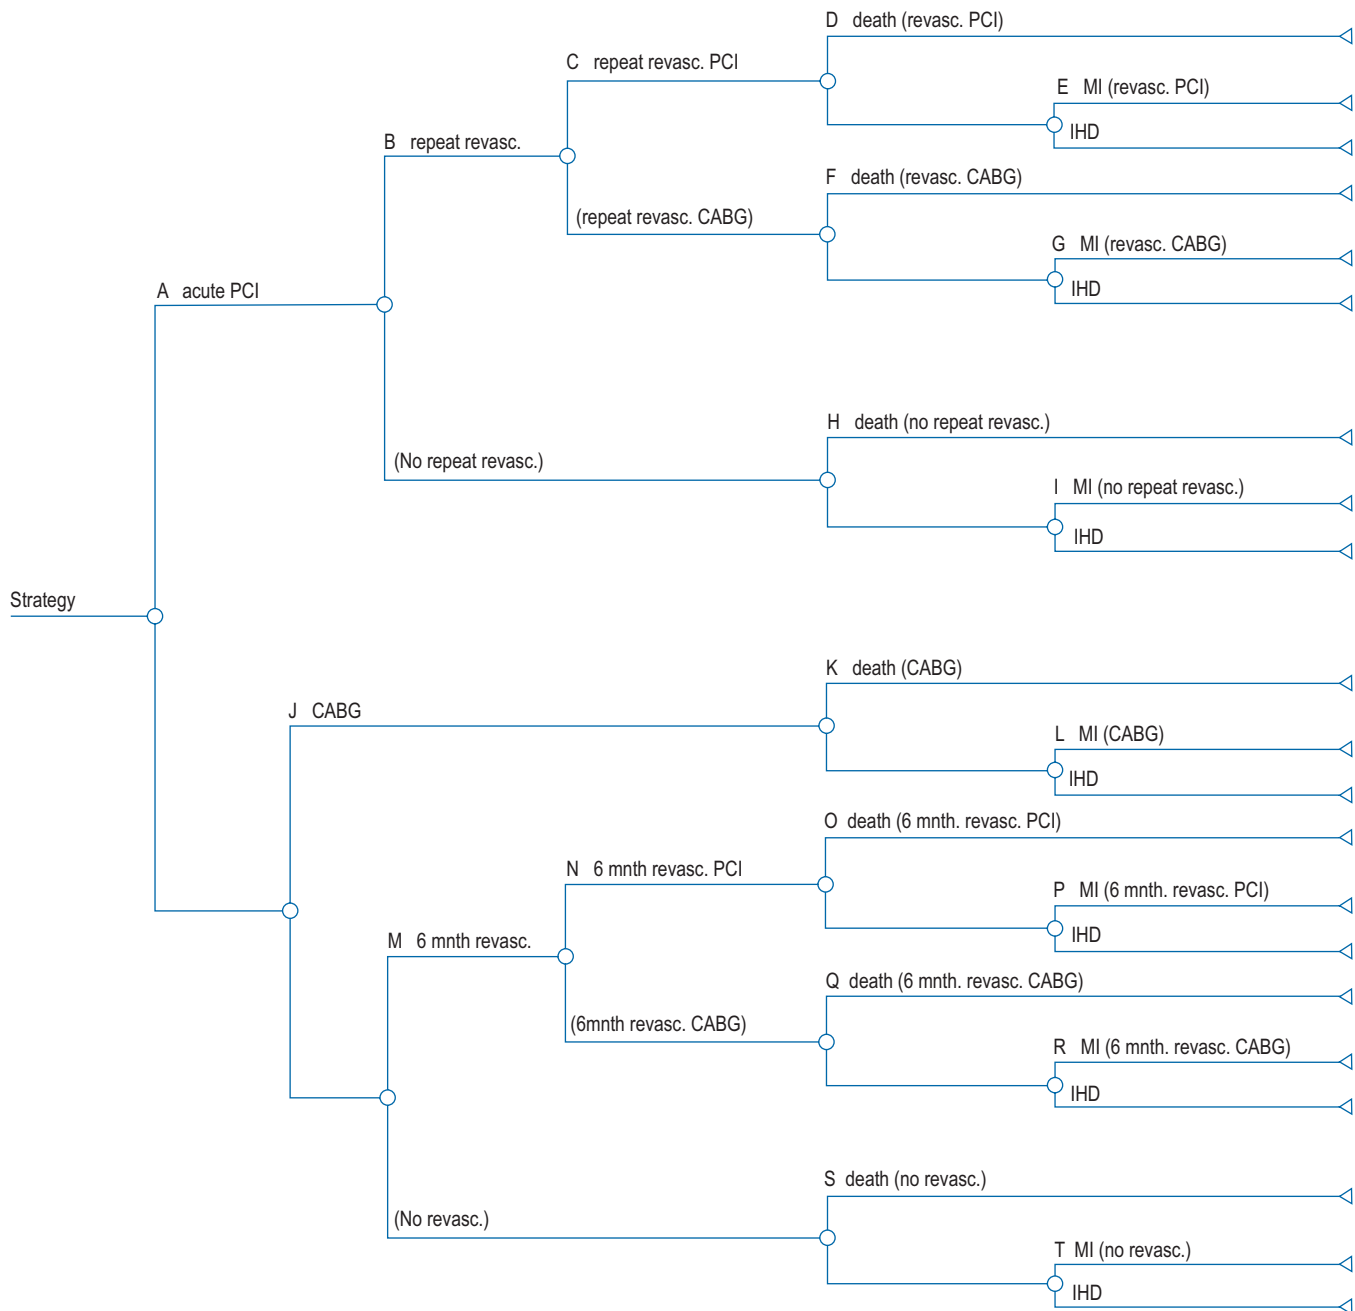 D death (revasc. PCI)
C repeat revasc. PCI
E MI (revasc. PCI)
IHD
B repeat revasc.
F death (revasc. CABG)
(repeat revasc. CABG)
G MI (revasc. CABG)
IHD
A acute PCI
H death (no repeat revasc.)
(No repeat revasc.)
I MI (no repeat revasc.)
IHD
Strategy
K death (CABG)
J CABG
L MI (CABG)
IHD
O death (6 mnth. revasc. PCI)
N 6 mnth revasc. PCI
P MI (6 mnth. revasc. PCI)
IHD
M 6 mnth revasc.
Q death (6 mnth. revasc. CABG)
(6mnth revasc. CABG)
R MI (6 mnth. revasc. CABG)
IHD
S death (no revasc.)
(No revasc.)
T MI (no revasc.)
IHD